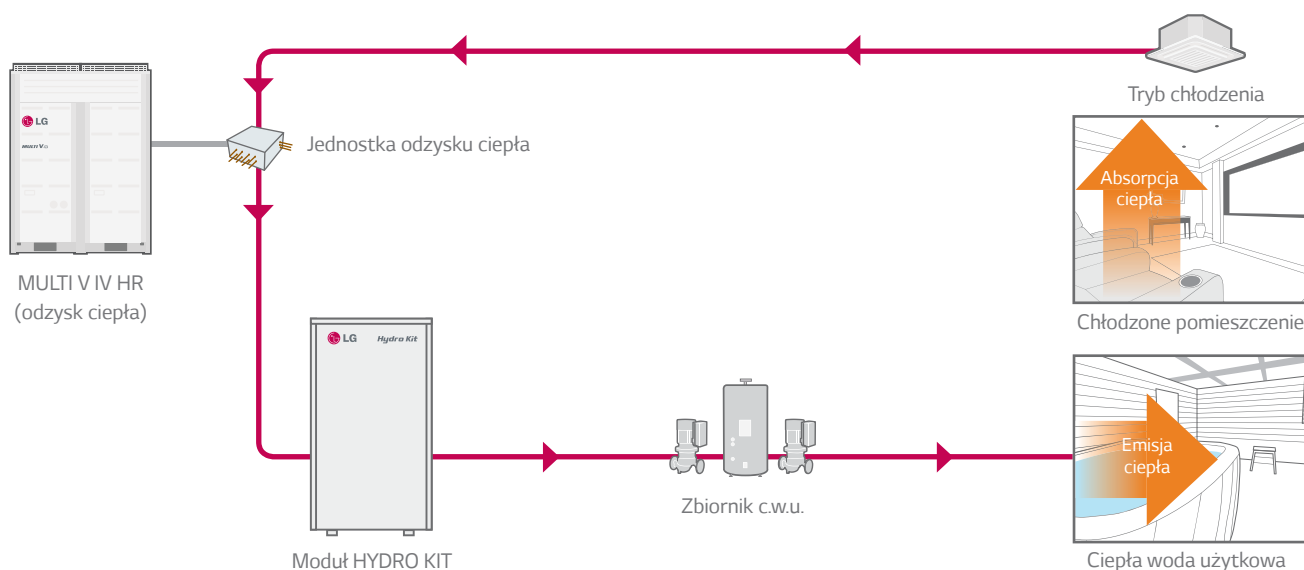 Tryb chłodzenia
LG
MULTI V IV
Jednostka odzysku ciepła
Absorpcja
ciepła
MULTI V IV HR
(odzysk ciepła)
Chłodzone pomieszczenie
LG Hydro Kit
Emisja
ciepła
Zbiornik c.w.u.
Moduł HYDRO KIT
Ciepła woda użytkowa